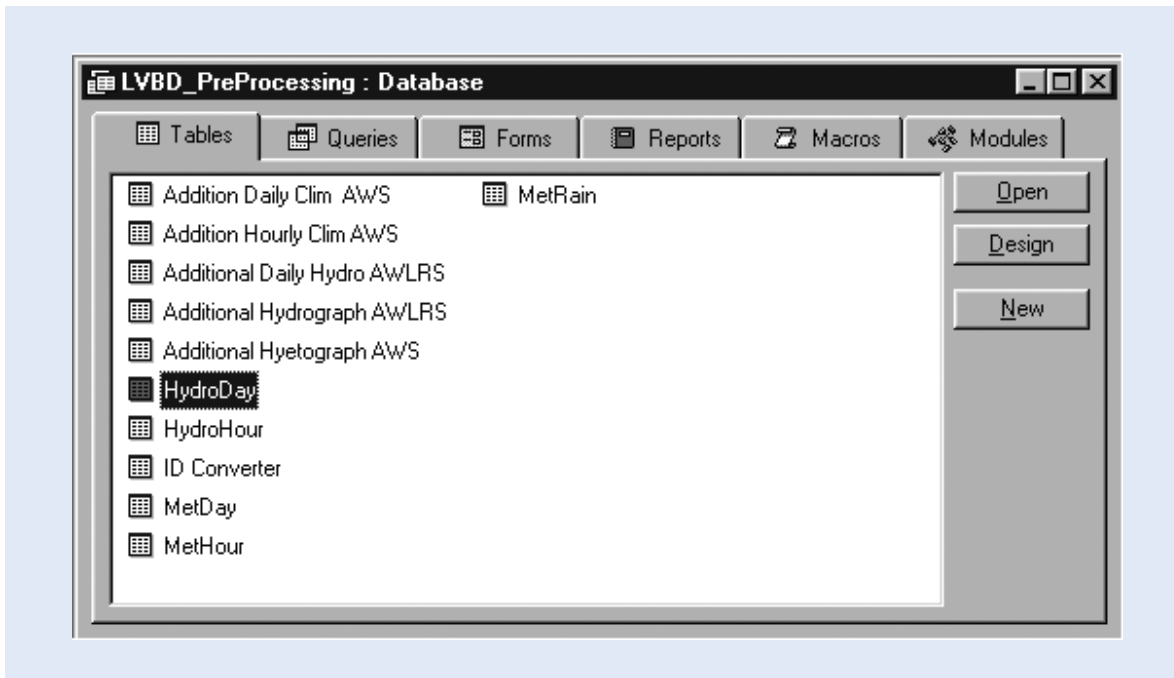 LVBD_PreProcessing : Database
Tables Queries Forms Reports Macros Modules
Addition Daily Clim AWS
Addition Hourly Clim AWS
Additional Daily Hydro AWLRS
Additional Hydrograph AWLRS
Additional Hyetograph AWS
HydroDay
HydroHour
ID Converter
MetDay
MetHour
MetRain
Open
Design
New